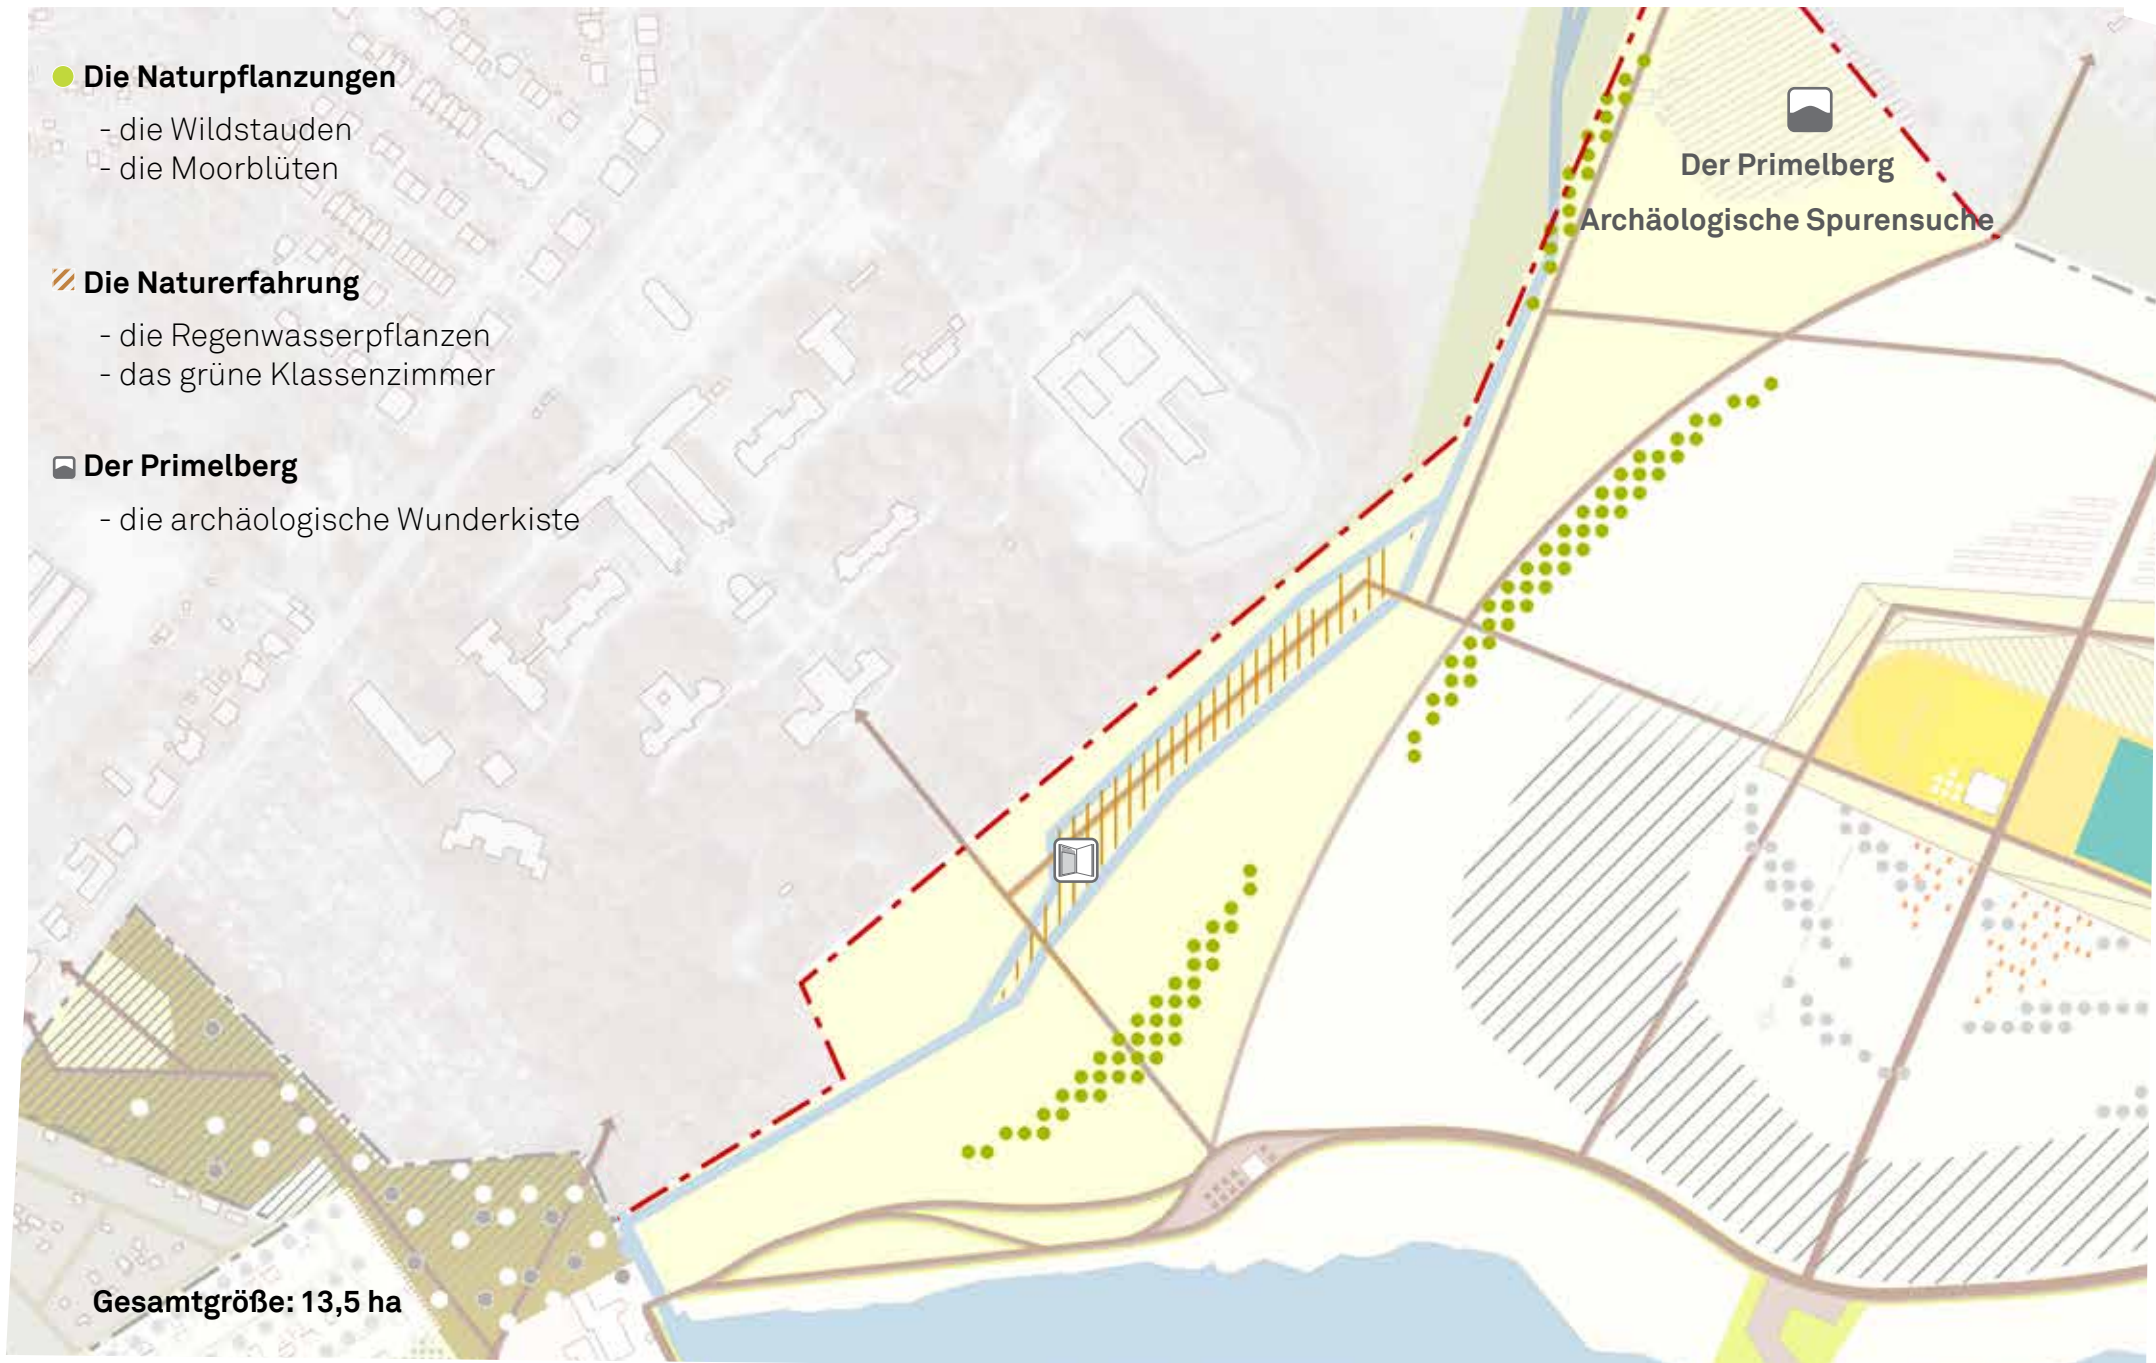 Die Naturpflanzungen
- die Wildstauden
- die Moorblüten
Die Naturerfahrung
- die Regenwasserpflanzen
- das grüne Klassenzimmer
Der Primelberg
- die archäologische Wunderkiste
Der Primelberg
Archäologische Spurensuche
Gesamtgröße: 13,5 ha